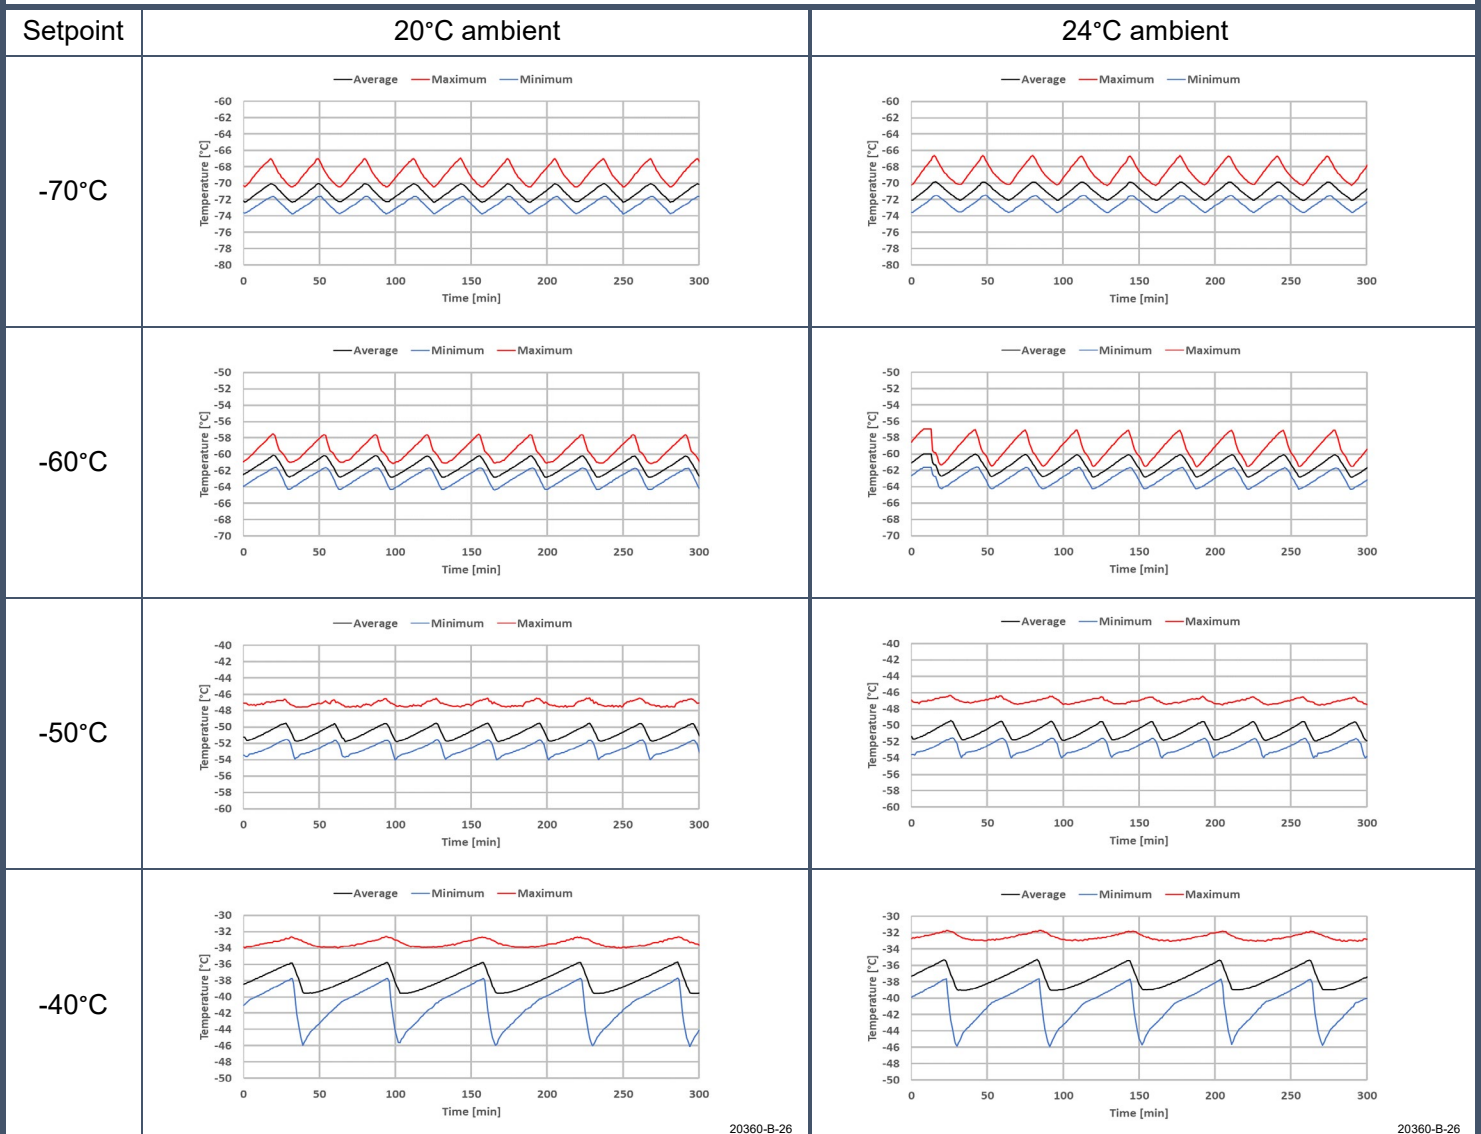 Setpoint 20°C ambient 24°C ambient
-70°C
Average Maximum Minimum
Temperature [°C]
-60
-62
-64
-66
-68
-70
-72
-74
-76
-78
-80
0 50 100 150 200 250 300
Time [min]
Average Maximum Minimum
Temperature [°C]
-60
-62
-64
-66
-68
-70
-72
-74
-76
-78
-80
0 50 100 150 200 250 300
Time [min]
-60°C
Average Minimum Maximum
Temperature [°C]
-50
-52
-54
-56
-58
-60
-62
-64
-66
-68
-70
0 50 100 150 200 250 300
Time [min]
Average Minimum Maximum
Temperature [°C]
-50
-52
-54
-56
-58
-60
-62
-64
-66
-68
-70
0 50 100 150 200 250 300
Time [min]
-50°C
Average Minimum Maximum
Temperature [°C]
-40
-42
-44
-46
-48
-50
-52
-54
-56
-58
-60
0 50 100 150 200 250 300
Time [min]
Average Minimum Maximum
Temperature [°C]
-40
-42
-44
-46
-48
-50
-52
-54
-56
-58
-60
0 50 100 150 200 250 300
Time [min]
-40°C
Average Minimum Maximum
Temperature [°C]
-30
-32
-34
-36
-38
-40
-42
-44
-46
-48
-50
0 50 100 150 200 250 300
Time [min]
20360-B-26
Average Minimum Maximum
Temperature [°C]
-30
-32
-34
-36
-38
-40
-42
-44
-46
-48
-50
0 50 100 150 200 250 300
Time [min]
20360-B-26